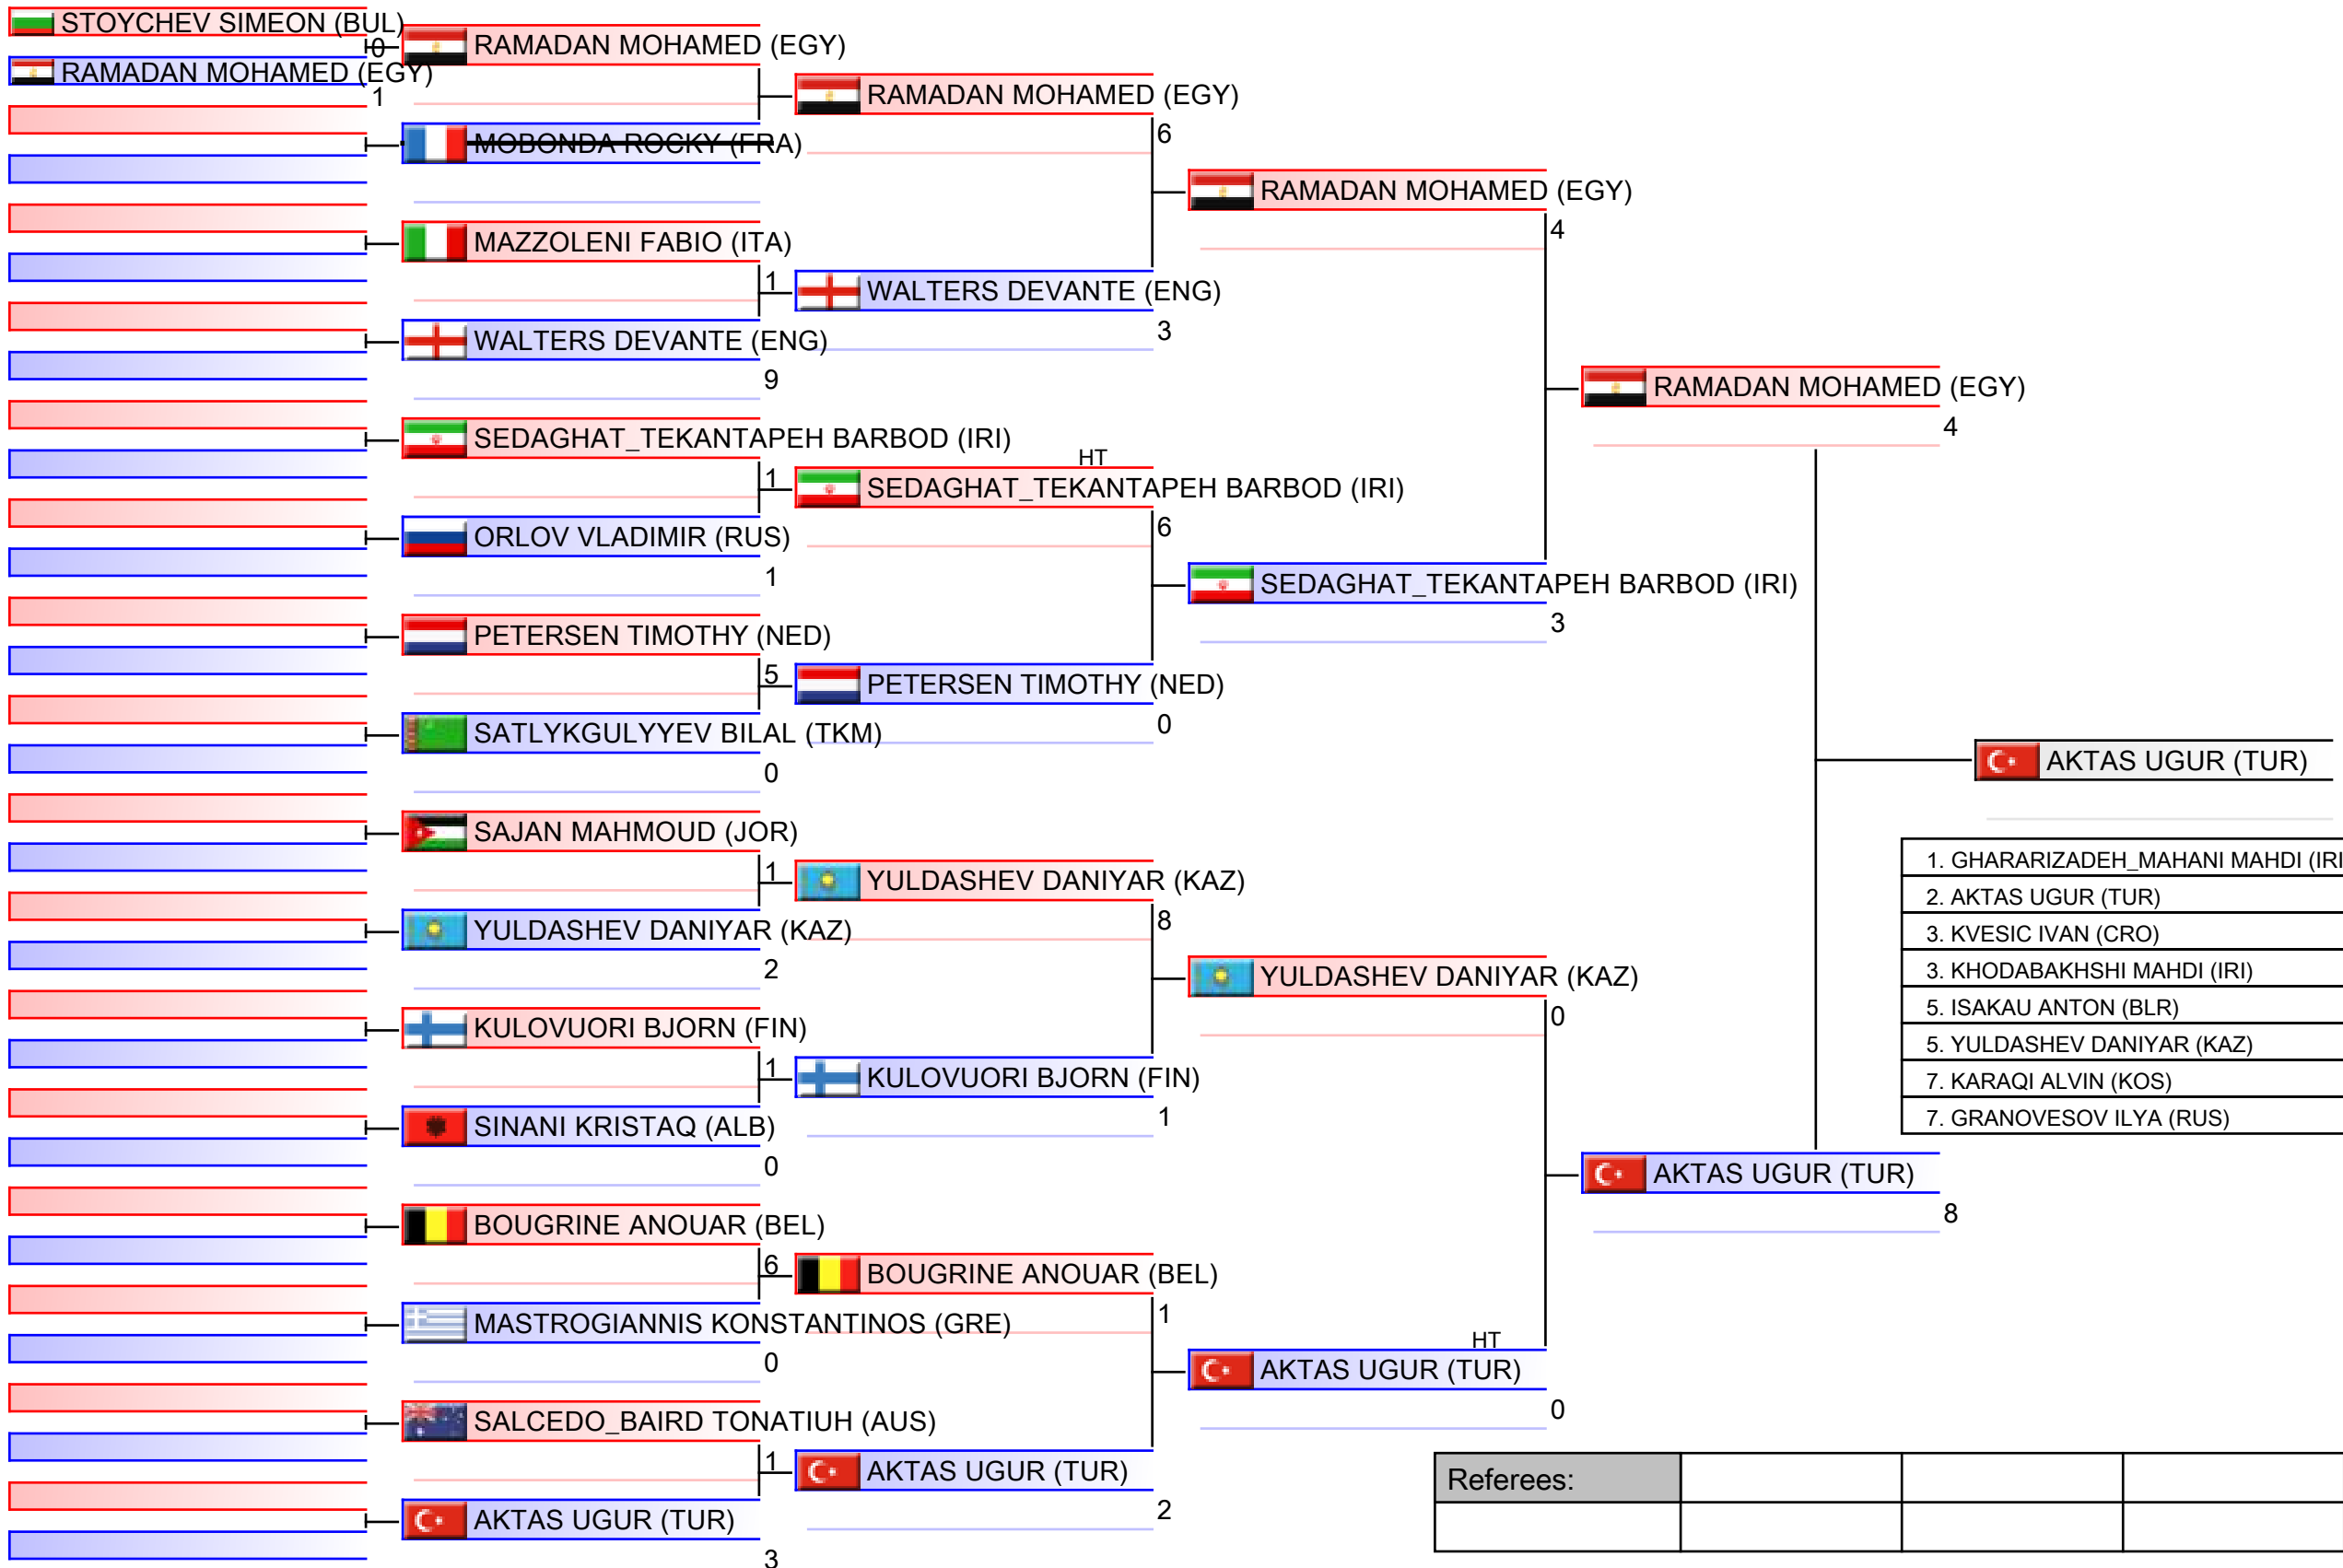 STOYCHEV SIMEON (BUL)
0
RAMADAN MOHAMED (EGY)
1
RAMADAN MOHAMED (EGY)
MOBONDA ROCKY (FRA)
MAZZOLENI FABIO (ITA)
1
WALTERS DEVANTE (ENG)
9
SEDAGHAT_TEKANTAPEH BARBOD (IRI)
1
ORLOV VLADIMIR (RUS)
1
PETERSEN TIMOTHY (NED)
5
SATLYKGULYYEV BILAL (TKM)
0
SAJAN MAHMOUD (JOR)
1
YULDASHEV DANIYAR (KAZ)
2
KULOVUORI BJORN (FIN)
1
SINANI KRISTAQ (ALB)
0
BOUGRINE ANOUAR (BEL)
6
MASTROGIANNIS KONSTANTINOS (GRE)
0
SALCEDO_BAIRD TONATIUH (AUS)
1
AKTAS UGUR (TUR)
3
RAMADAN MOHAMED (EGY)
6
WALTERS DEVANTE (ENG)
3
HT
SEDAGHAT_TEKANTAPEH BARBOD (IRI)
6
PETERSEN TIMOTHY (NED)
0
YULDASHEV DANIYAR (KAZ)
8
KULOVUORI BJORN (FIN)
1
BOUGRINE ANOUAR (BEL)
1
AKTAS UGUR (TUR)
2
RAMADAN MOHAMED (EGY)
4
SEDAGHAT_TEKANTAPEH BARBOD (IRI)
3
YULDASHEV DANIYAR (KAZ)
0
HT
AKTAS UGUR (TUR)
0
RAMADAN MOHAMED (EGY)
4
AKTAS UGUR (TUR)
8
AKTAS UGUR (TUR)
1. GHARARIZADEH_MAHANI MAHDI (IRI
2. AKTAS UGUR (TUR)
3. KVESIC IVAN (CRO)
3. KHODABAKHSHI MAHDI (IRI)
5. ISAKAU ANTON (BLR)
5. YULDASHEV DANIYAR (KAZ)
7. KARAQI ALVIN (KOS)
7. GRANOVESOV ILYA (RUS)
Referees: